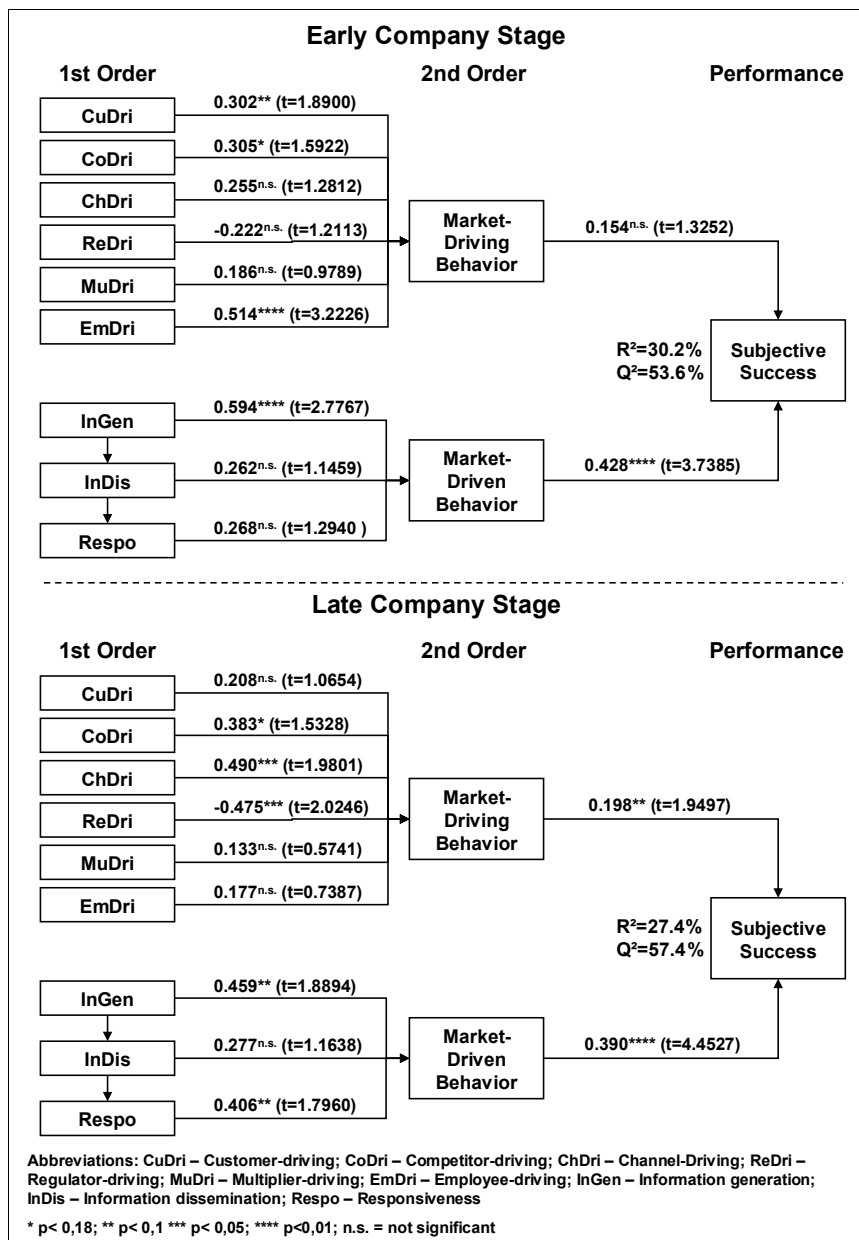 Early Company Stage
1st Order 2nd Order Performance
CuDri 0.302** (t=1.8900)
CoDri 0.305* (t=1.5922)
ChDri 0.255n.s. (t=1.2812)
ReDri -0.222n.s. (t=1.2113)
MuDri 0.186n.s. (t=0.9789)
EmDri 0.514**** (t=3.2226)
Market-
Driving
Behavior
0.154n.s. (t=1.3252)
R²=30.2%
Q²=53.6%
Subjective
Success
InGen 0.594**** (t=2.7767)
InDis 0.262n.s. (t=1.1459)
Respo 0.268n.s. (t=1.2940 )
Market-
Driven
Behavior
0.428**** (t=3.7385)
Late Company Stage
1st Order 2nd Order Performance
CuDri 0.208n.s. (t=1.0654)
CoDri 0.383* (t=1.5328)
ChDri 0.490*** (t=1.9801)
ReDri -0.475*** (t=2.0246)
MuDri 0.133n.s. (t=0.5741)
EmDri 0.177n.s. (t=0.7387)
Market-
Driving
Behavior
0.198** (t=1.9497)
R²=27.4%
Q²=57.4%
Subjective
Success
InGen 0.459** (t=1.8894)
InDis 0.277n.s. (t=1.1638)
Respo 0.406** (t=1.7960)
Market-
Driven
Behavior
0.390**** (t=4.4527)
Abbreviations: CuDri – Customer-driving; CoDri – Competitor-driving; ChDri – Channel-Driving; ReDri –
Regulator-driving; MuDri – Multiplier-driving; EmDri – Employee-driving; InGen – Information generation;
InDis – Information dissemination; Respo – Responsiveness
* p< 0,18; ** p< 0,1 *** p< 0,05; **** p<0,01; n.s. = not significant